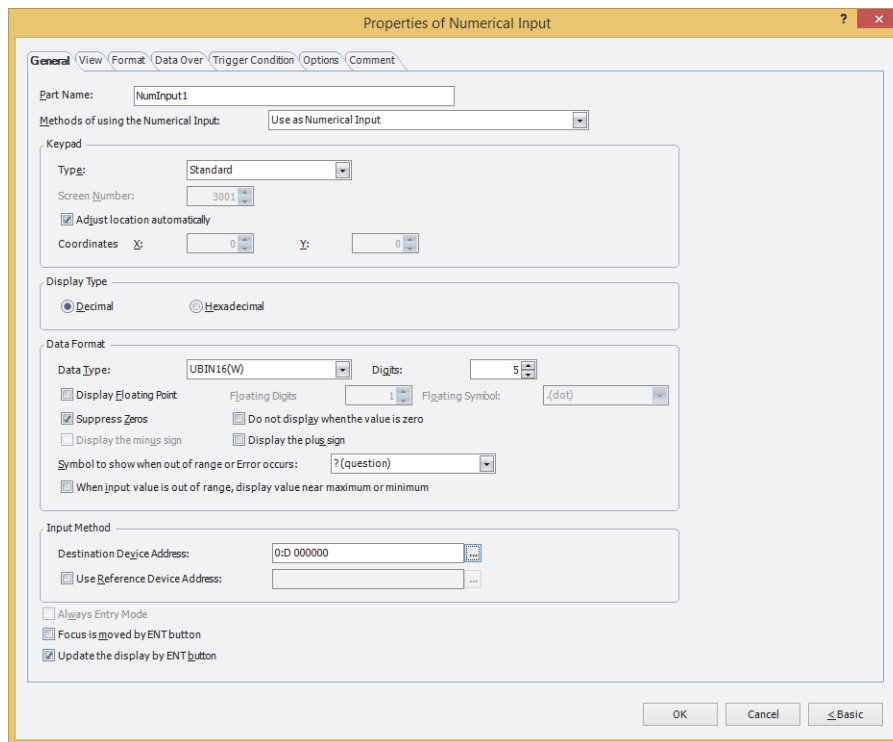 Properties of Numerical Input ?
General View Format Data Over Trigger Condition Options Comment
Part Name: NumInput1
Methods of using the Numerical Input: Use as Numerical Input
Keypad
Type: Standard
Screen Number: 3001
Adjust location automatically
Coordinates X: 0 Y: 0
Display Type
Decimal Hexadecimal
Data Format
Data Type: UBIN16(W) Digits: 5
Display Floating Point Floating Digits 1 Floating Symbol: .(dot)
Suppress Zeros Do not display when the value is zero
Display the minus sign Display the plus sign
Symbol to show when out of range or Error occurs: ?(question)
When input value is out of range, display value near maximum or minimum
Input Method
Destination Device Address: 0:D 000000 ...
Use Reference Device Address: ...
Always Entry Mode
Focus is moved by ENT button
Update the display by ENT button
OK Cancel < Basic